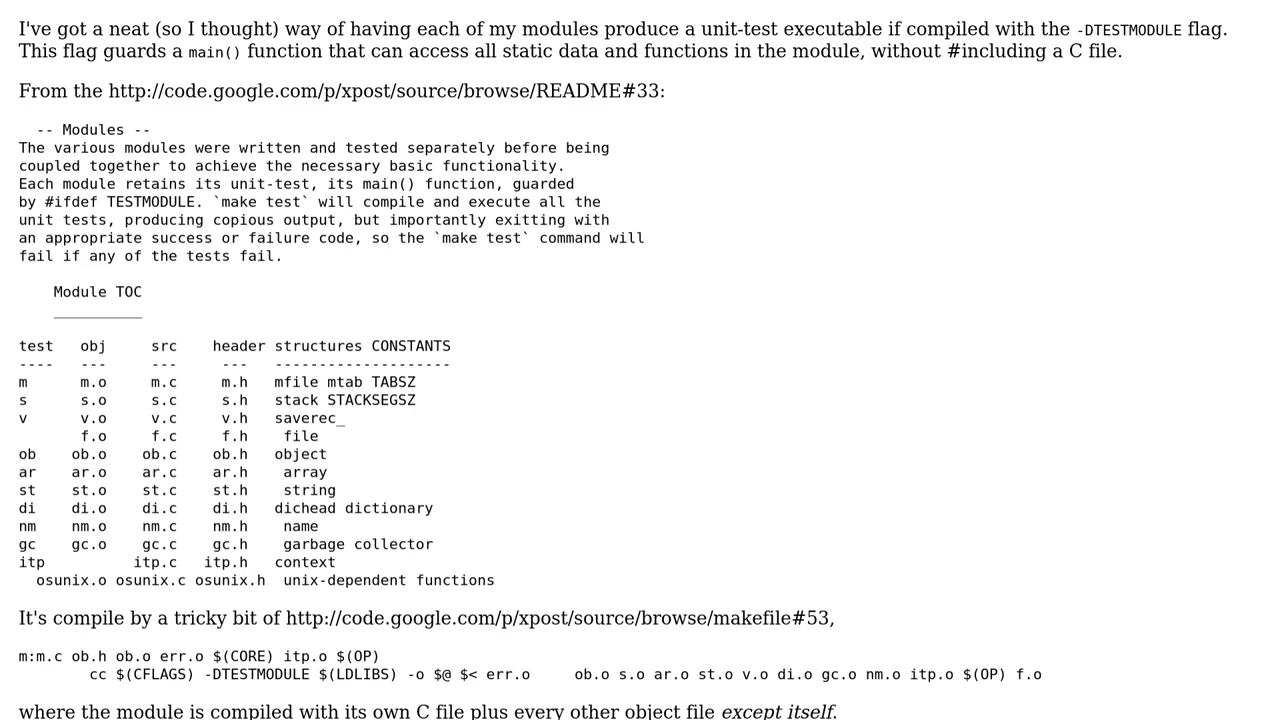 I've got a neat (so I thought) way of having each of my modules produce a unit-test executable if compiled with the -DTESTMODULE flag.
This flag guards a main() function that can access all static data and functions in the module, without #including a C file.
From the http://code.google.com/p/xpost/source/browse/README#33:
  -- Modules --
The various modules were written and tested separately before being
coupled together to achieve the necessary basic functionality.
Each module retains its unit-test, its main() function, guarded
by #ifdef TESTMODULE. `make test` will compile and execute all the
unit tests, producing copious output, but importantly exitting with
an appropriate success or failure code, so the `make test` command will
fail if any of the tests fail.
    Module TOC
    __________
test   obj     src    header structures CONSTANTS
----   ---     ---     ---   --------------------
m      m.o     m.c     m.h   mfile mtab TABSZ
s      s.o     s.c     s.h   stack STACKSEGSZ
v      v.o     v.c     v.h   saverec_
       f.o     f.c     f.h    file
ob    ob.o    ob.c    ob.h   object
ar    ar.o    ar.c    ar.h    array
st    st.o    st.c    st.h    string
di    di.o    di.c    di.h   dichead dictionary
nm    nm.o    nm.c    nm.h    name
gc    gc.o    gc.c    gc.h    garbage collector
itp          itp.c   itp.h   context
  osunix.o osunix.c osunix.h  unix-dependent functions
It's compile by a tricky bit of http://code.google.com/p/xpost/source/browse/makefile#53,
m:m.c ob.h ob.o err.o $(CORE) itp.o $(OP)
        cc $(CFLAGS) -DTESTMODULE $(LDLIBS) -o $@ $< err.o     ob.o s.o ar.o st.o v.o di.o gc.o nm.o itp.o $(OP) f.o
where the module is compiled with its own C file plus every other object file except itself.